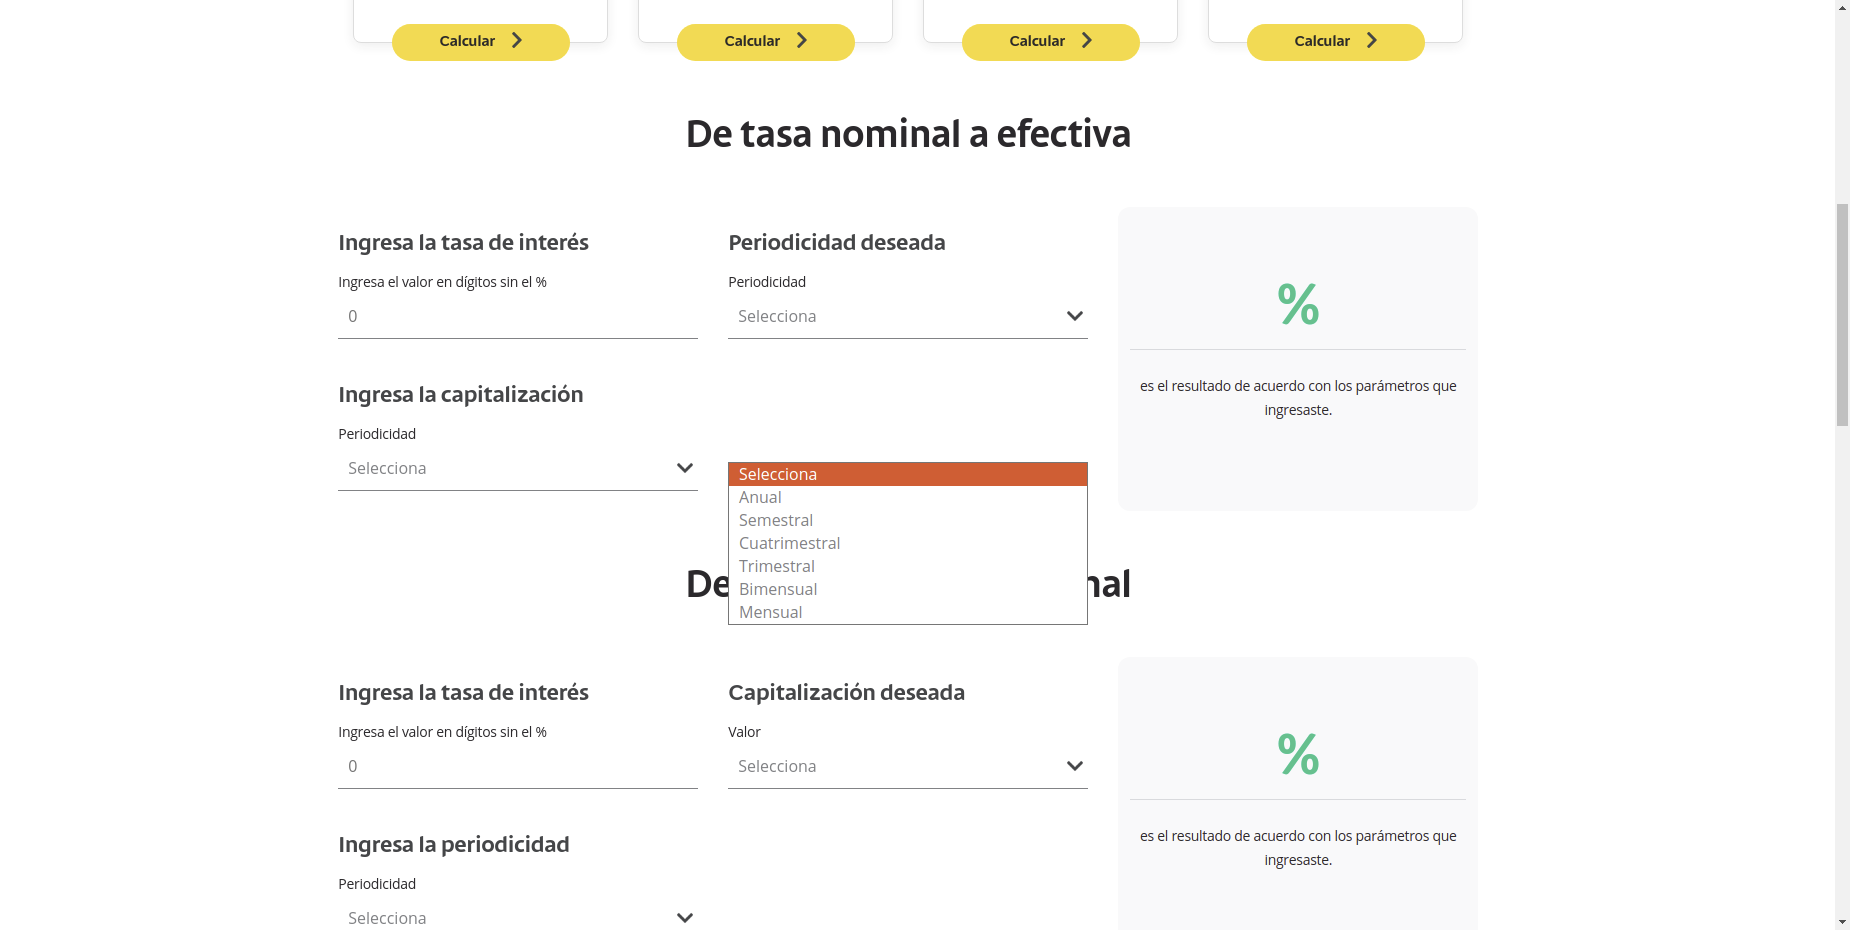 Calcular
Calcular
Calcular
Calcular
De tasa nominal a efectiva
Ingresa la tasa de interés
Ingresa el valor en dígitos sin el %
0
Periodicidad deseada
Periodicidad
Selecciona
%
es el resultado de acuerdo con los parámetros que
ingresaste.
Ingresa la capitalización
Periodicidad
Selecciona
Selecciona
Anual
Semestral
Cuatrimestral
Trimestral
Bimensual
Mensual
De
nal
Ingresa la tasa de interés
Ingresa el valor en dígitos sin el %
0
Capitalización deseada
Valor
Selecciona
%
es el resultado de acuerdo con los parámetros que
ingresaste.
Ingresa la periodicidad
Periodicidad
Selecciona